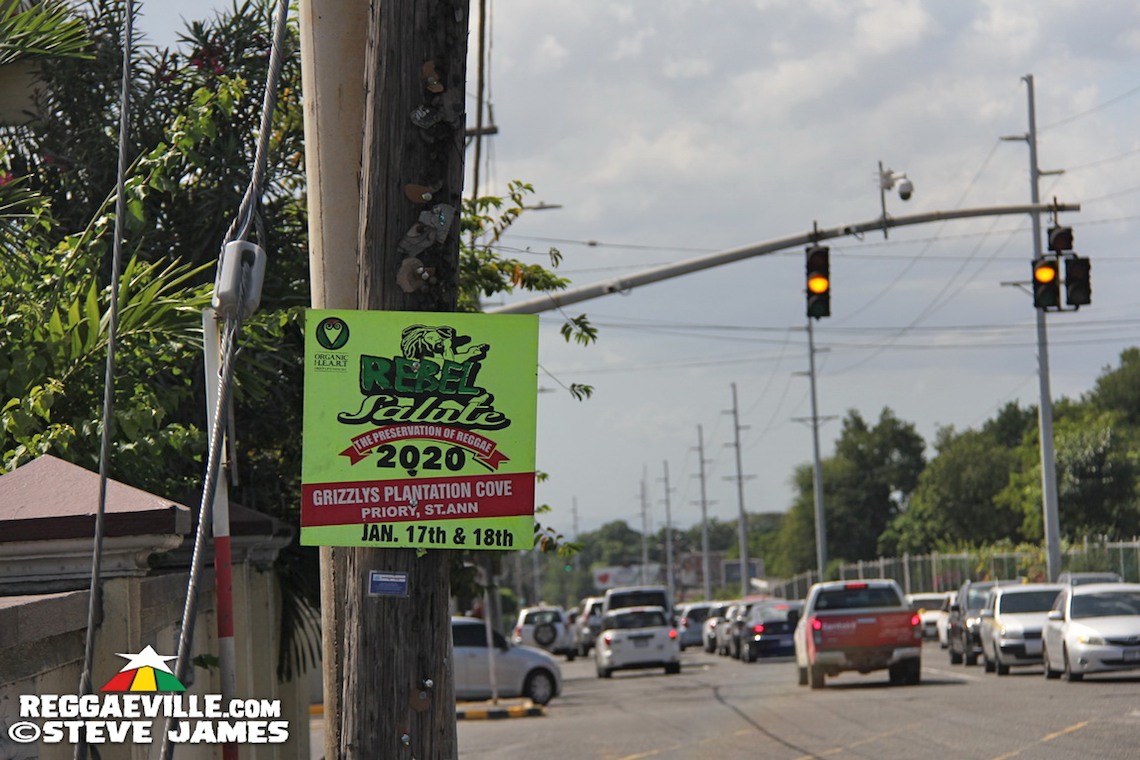 ORGANIC
H.E.A.R.T
REBEL
Salute
THE PRESERVATION OF REGGAE
2020
GRIZZLYS PLANTATION COVE
PRIORY, ST.ANN
JAN. 17th & 18th
REGGAEVILLE.COM
©STEVE JAMES